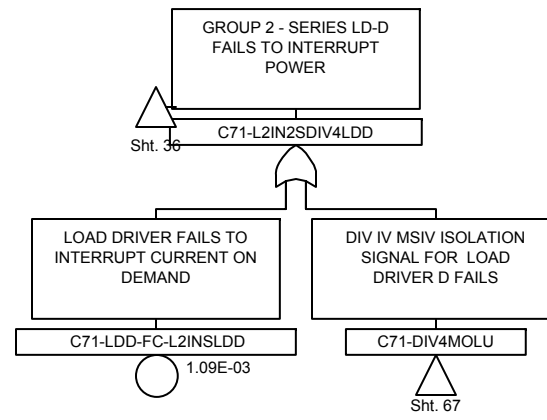 GROUP 2 - SERIES LD-D
FAILS TO INTERRUPT
POWER
C71-L2IN2SDIV4LDD
Sht. 36
LOAD DRIVER FAILS TO
INTERRUPT CURRENT ON
DEMAND
C71-LDD-FC-L2INSLDD
1.09E-03
DIV IV MSIV ISOLATION
SIGNAL FOR LOAD
DRIVER D FAILS
C71-DIV4MOLU
Sht. 67